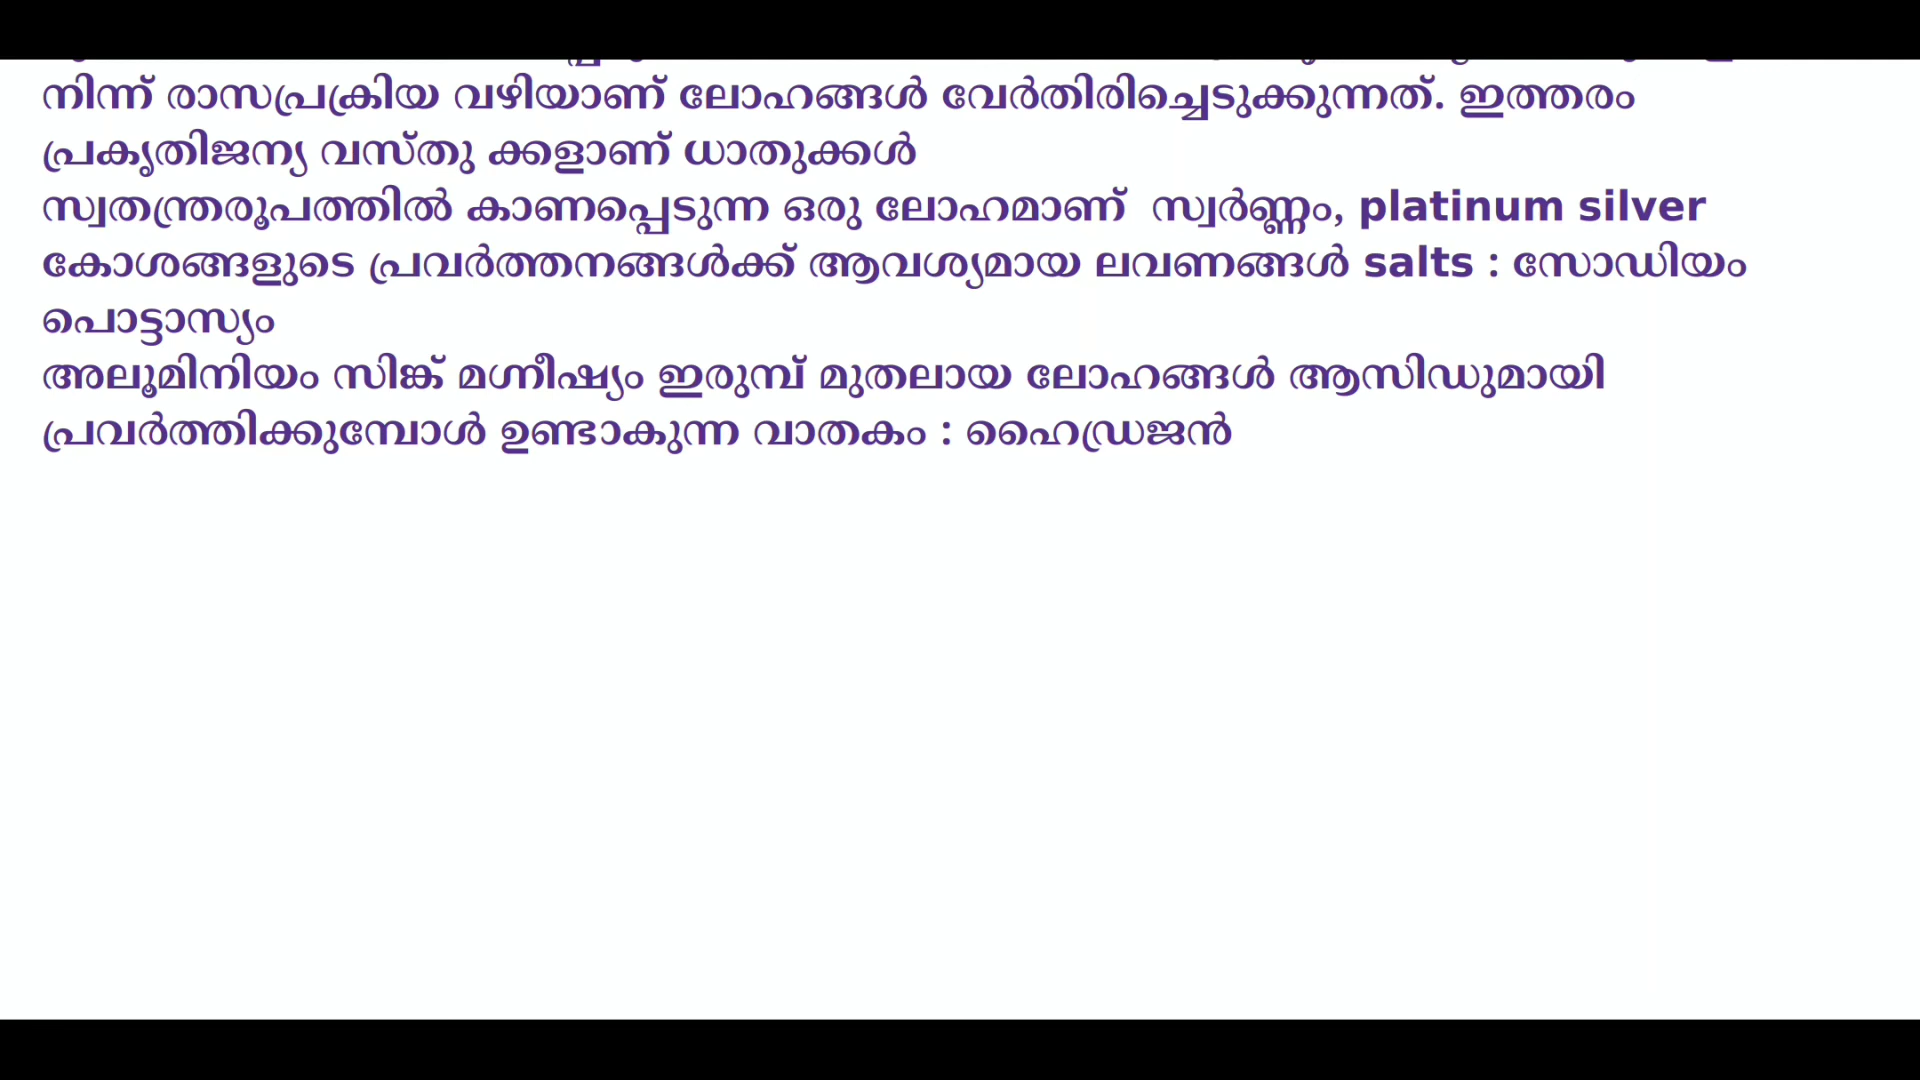 നിന്ന് രാസപ്രക്രിയ വഴിയാണ് ലോഹങ്ങൾ വേർതിരിച്ചെടുക്കുന്നത്. ഇത്തരം
പ്രകൃതിജന്യ വസ്തു ക്കളാണ് ധാതുക്കൾ
സ്വതന്ത്രരൂപത്തിൽ കാണപ്പെടുന്ന ഒരു ലോഹമാണ് സ്വർണ്ണം, platinum silver
കോശങ്ങളുടെ പ്രവർത്തനങ്ങൾക്ക് ആവശ്യമായ ലവണങ്ങൾ salts : സോഡിയം
പൊട്ടാസ്യം
അലൂമിനിയം സിങ്ക് മഗ്നീഷ്യം ഇരുമ്പ് മുതലായ ലോഹങ്ങൾ ആസിഡുമായി
പ്രവർത്തിക്കുമ്പോൾ ഉണ്ടാകുന്ന വാതകം : ഹൈഡ്രജൻ